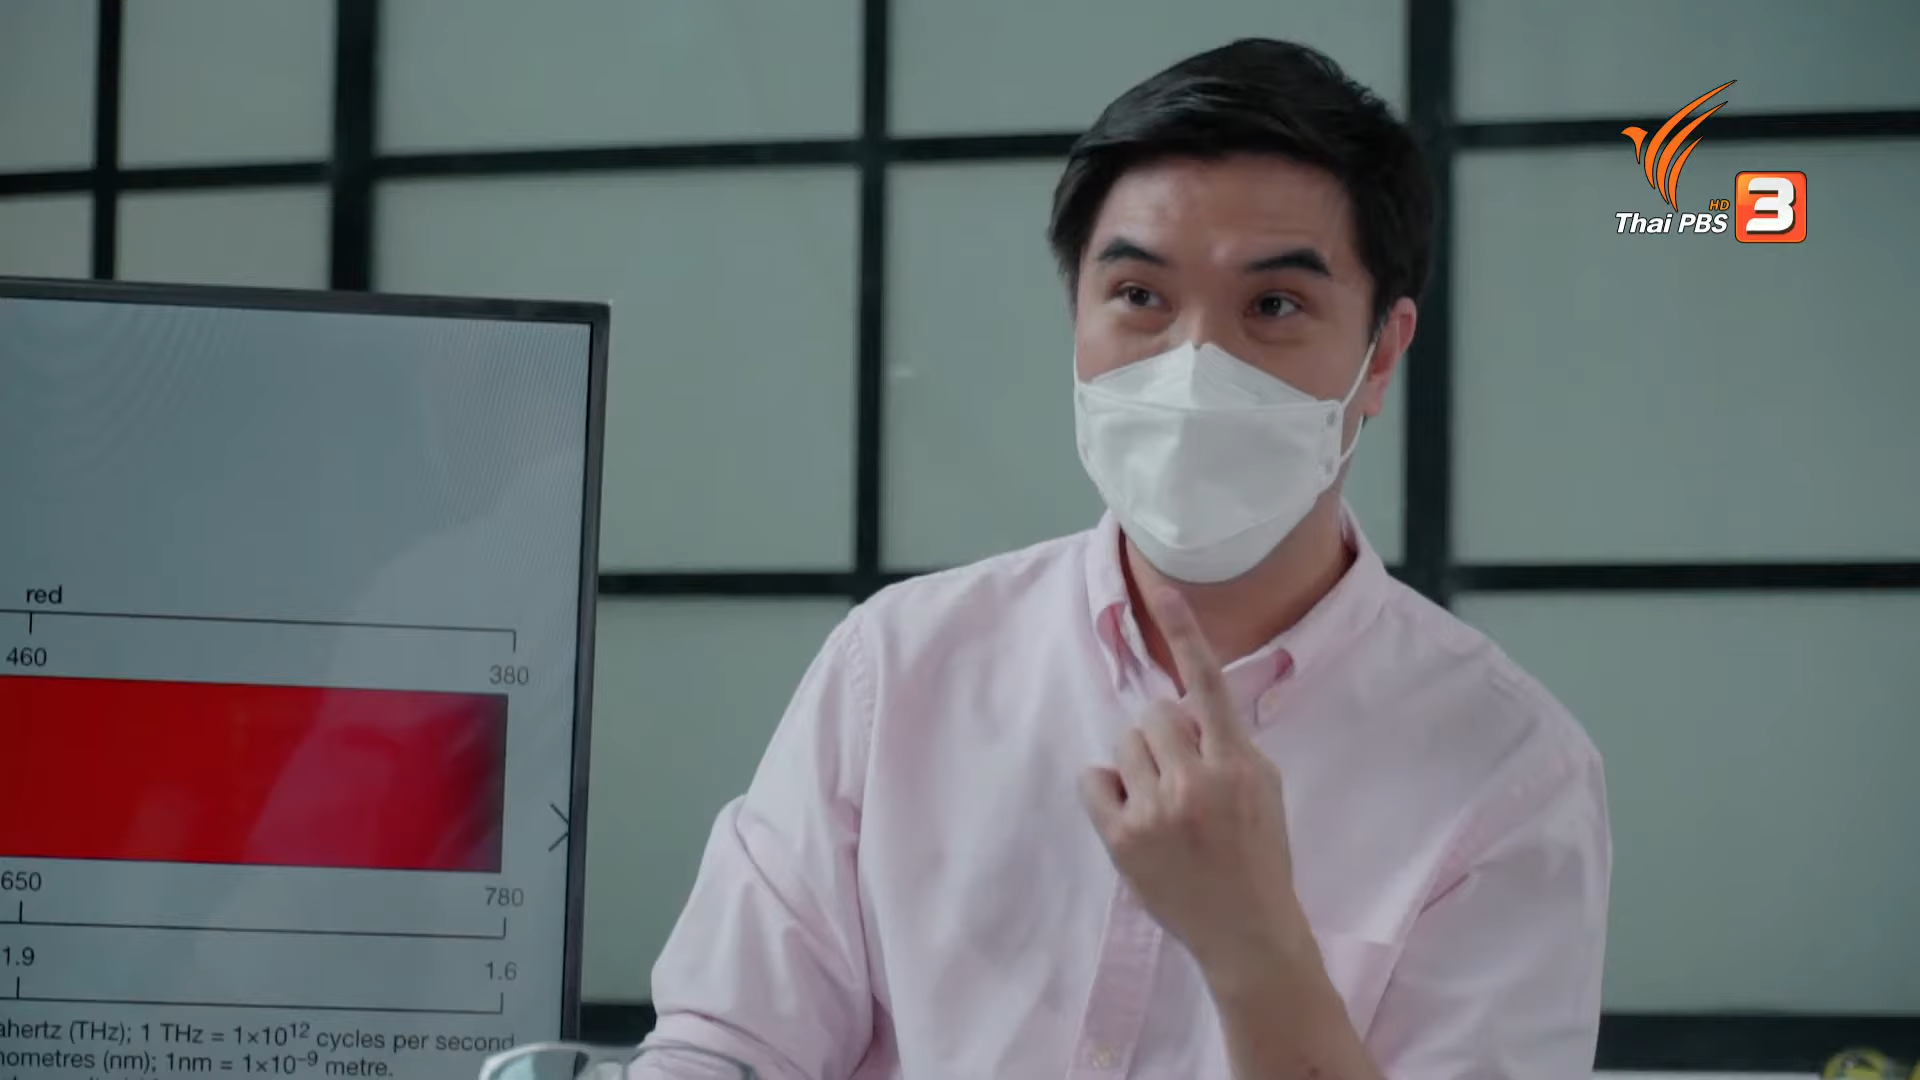 HD
Thai PBS 3
red
460 380
650 780
1.9 1.6
ahertz (THz); 1 THz = 1×10¹² cycles per second
nometres (nm); 1nm = 1×10⁻⁹ metre.